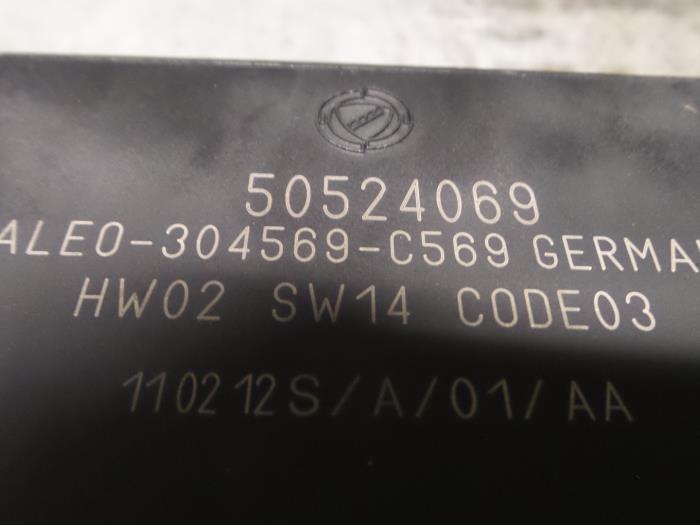 50524069
ALEO-304569-C569 GERMA
HW02 SW14 CODE03
110212S/A/01/AA